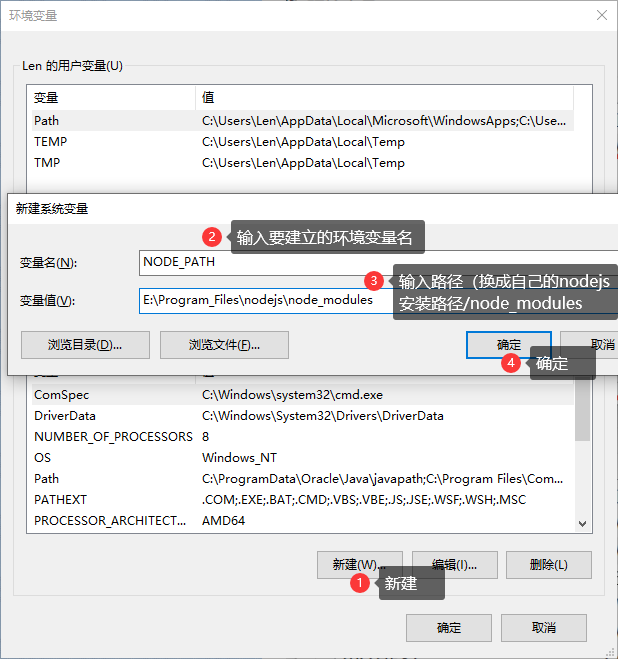 环境变量
Len 的用户变量(U)
变量 值
Path C:\Users\Len\AppData\Local\Microsoft\WindowsApps;C:\Use...
TEMP C:\Users\Len\AppData\Local\Temp
TMP C:\Users\Len\AppData\Local\Temp
新建系统变量
2 输入要建立的环境变量名
变量名(N): NODE_PATH
3 输入路径（换成自己的nodejs
安装路径/node_modules
变量值(V): E:\Program_Files\nodejs\node_modules
浏览目录(D)... 浏览文件(F)... 确定 取消
4 确定
ComSpec C:\Windows\system32\cmd.exe
DriverData C:\Windows\System32\Drivers\DriverData
NUMBER_OF_PROCESSORS 8
OS Windows_NT
Path C:\ProgramData\Oracle\Java\javapath;C:\Program Files\Com...
PATHEXT .COM;.EXE;.BAT;.CMD;.VBS;.VBE;.JS;.JSE;.WSF;.WSH;.MSC
PROCESSOR_ARCHITECT... AMD64
新建(W)... 编辑(I)... 删除(L)
1 新建
确定 取消